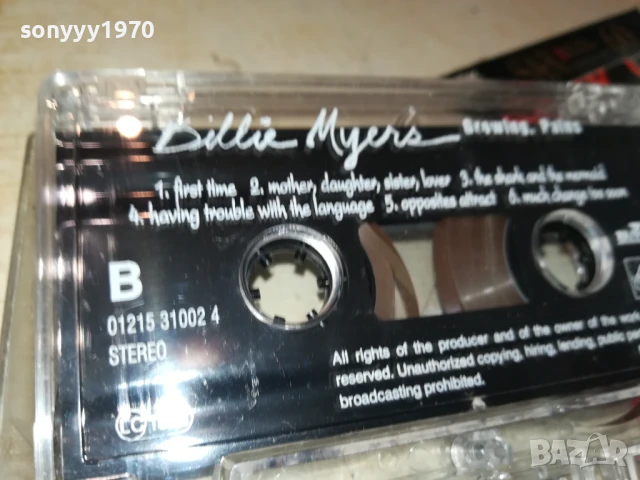 sonyyy1970
Billie Myers Growing, Pains
1. first time 2. mother, daughter, sister, lover 3. the shark and the mermaid
4. having trouble with the language 5. opposites attract 6. much change too soon
B
01215 31002 4
STEREO
All rights of the producer and of the owner of the work
reserved. Unauthorized copying, hiring, lending, public
broadcasting prohibited.
LC
BAZAR